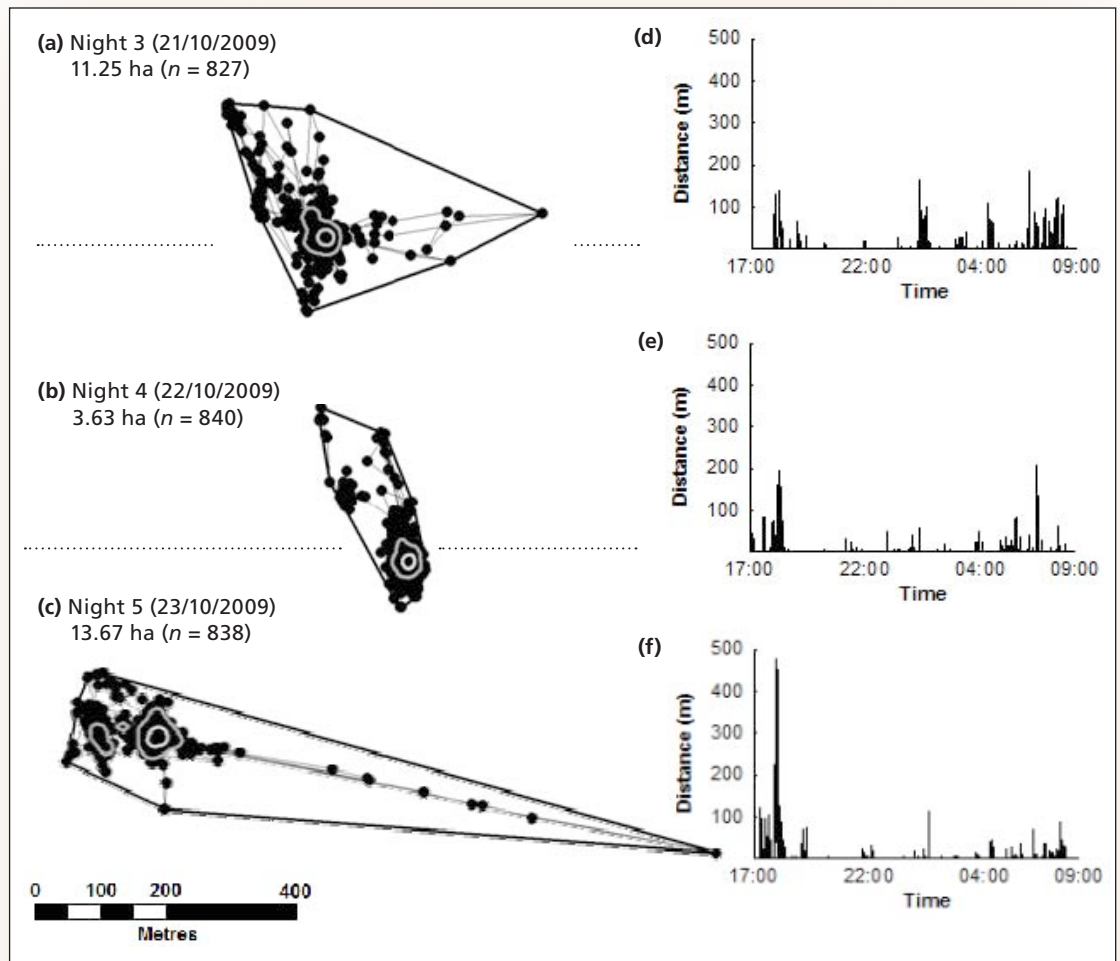 (a) Night 3 (21/10/2009)
11.25 ha (n = 827)
(b) Night 4 (22/10/2009)
3.63 ha (n = 840)
(c) Night 5 (23/10/2009)
13.67 ha (n = 838)
0 100 200 400
Metres
(d)
Distance (m)
500
400
300
200
100
17:00 22:00 04:00 09:00
Time
(e)
Distance (m)
500
400
300
200
100
17:00 22:00 04:00 09:00
Time
(f)
Distance (m)
500
400
300
200
100
17:00 22:00 04:00 09:00
Time